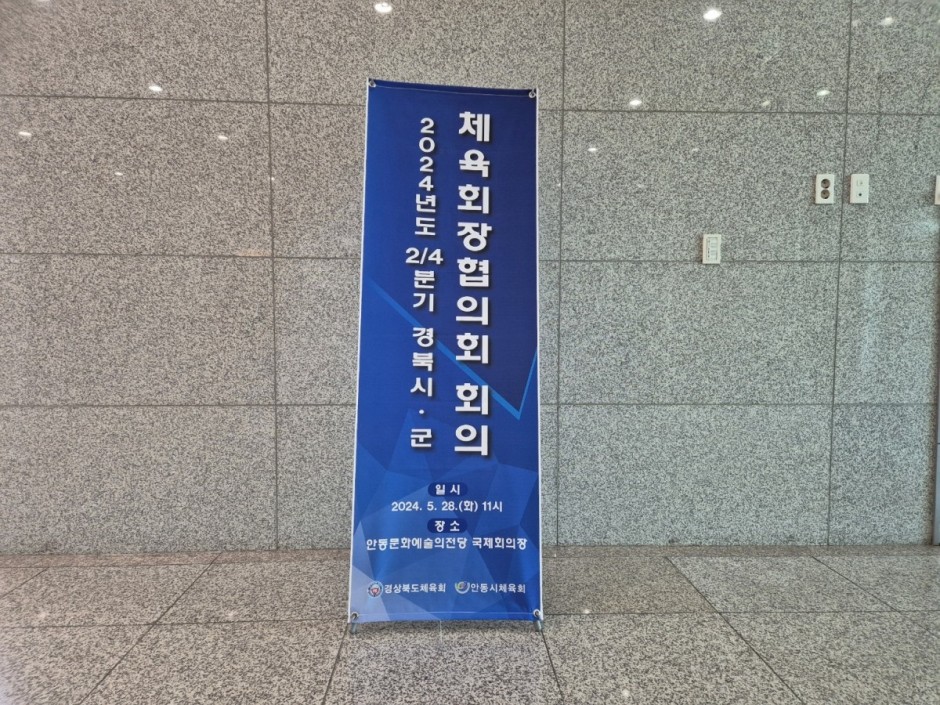 2024년도 2/4분기 경북시·군
체육회장협의회 회의
일시
2024. 5. 28.(화) 11시
장소
안동문화예술의전당 국제회의장
경상북도체육회 안동시체육회